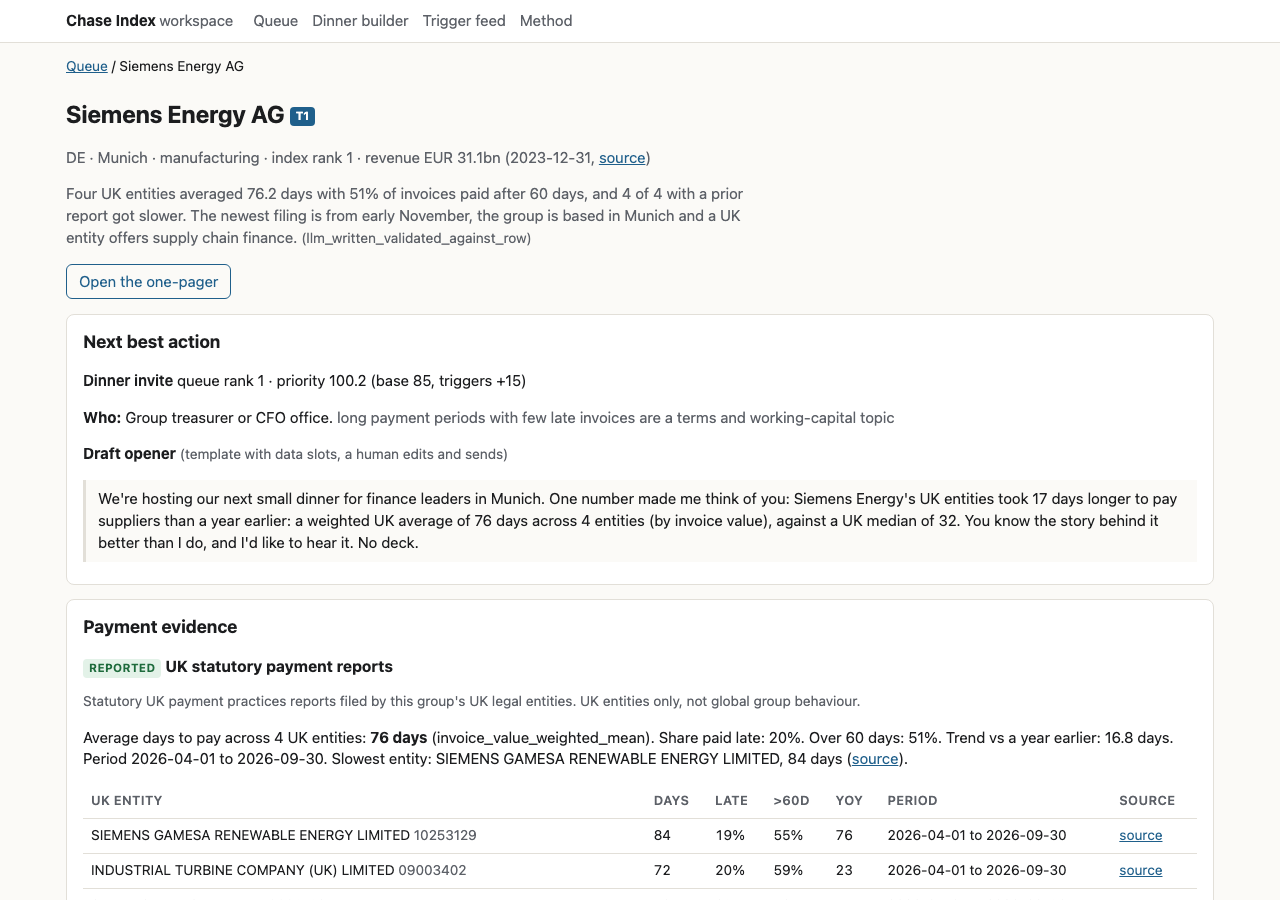 Chase Index workspace Queue Dinner builder Trigger feed Method
Queue / Siemens Energy AG
Siemens Energy AG T1
DE · Munich · manufacturing · index rank 1 · revenue EUR 31.1bn (2023-12-31, source)
Four UK entities averaged 76.2 days with 51% of invoices paid after 60 days, and 4 of 4 with a prior
report got slower. The newest filing is from early November, the group is based in Munich and a UK
entity offers supply chain finance. (llm_written_validated_against_row)
Open the one-pager
Next best action
Dinner invite queue rank 1 · priority 100.2 (base 85, triggers +15)
Who: Group treasurer or CFO office. long payment periods with few late invoices are a terms and working-capital topic
Draft opener (template with data slots, a human edits and sends)
We're hosting our next small dinner for finance leaders in Munich. One number made me think of you: Siemens Energy's UK entities took 17 days longer to pay
suppliers than a year earlier: a weighted UK average of 76 days across 4 entities (by invoice value), against a UK median of 32. You know the story behind it
better than I do, and I'd like to hear it. No deck.
Payment evidence
REPORTED UK statutory payment reports
Statutory UK payment practices reports filed by this group's UK legal entities. UK entities only, not global group behaviour.
Average days to pay across 4 UK entities: 76 days (invoice_value_weighted_mean). Share paid late: 20%. Over 60 days: 51%. Trend vs a year earlier: 16.8 days.
Period 2026-04-01 to 2026-09-30. Slowest entity: SIEMENS GAMESA RENEWABLE ENERGY LIMITED, 84 days (source).
UK ENTITY DAYS LATE >60D YOY PERIOD SOURCE
SIEMENS GAMESA RENEWABLE ENERGY LIMITED 10253129 84 19% 55% 76 2026-04-01 to 2026-09-30 source
INDUSTRIAL TURBINE COMPANY (UK) LIMITED 09003402 72 20% 59% 23 2026-04-01 to 2026-09-30 source